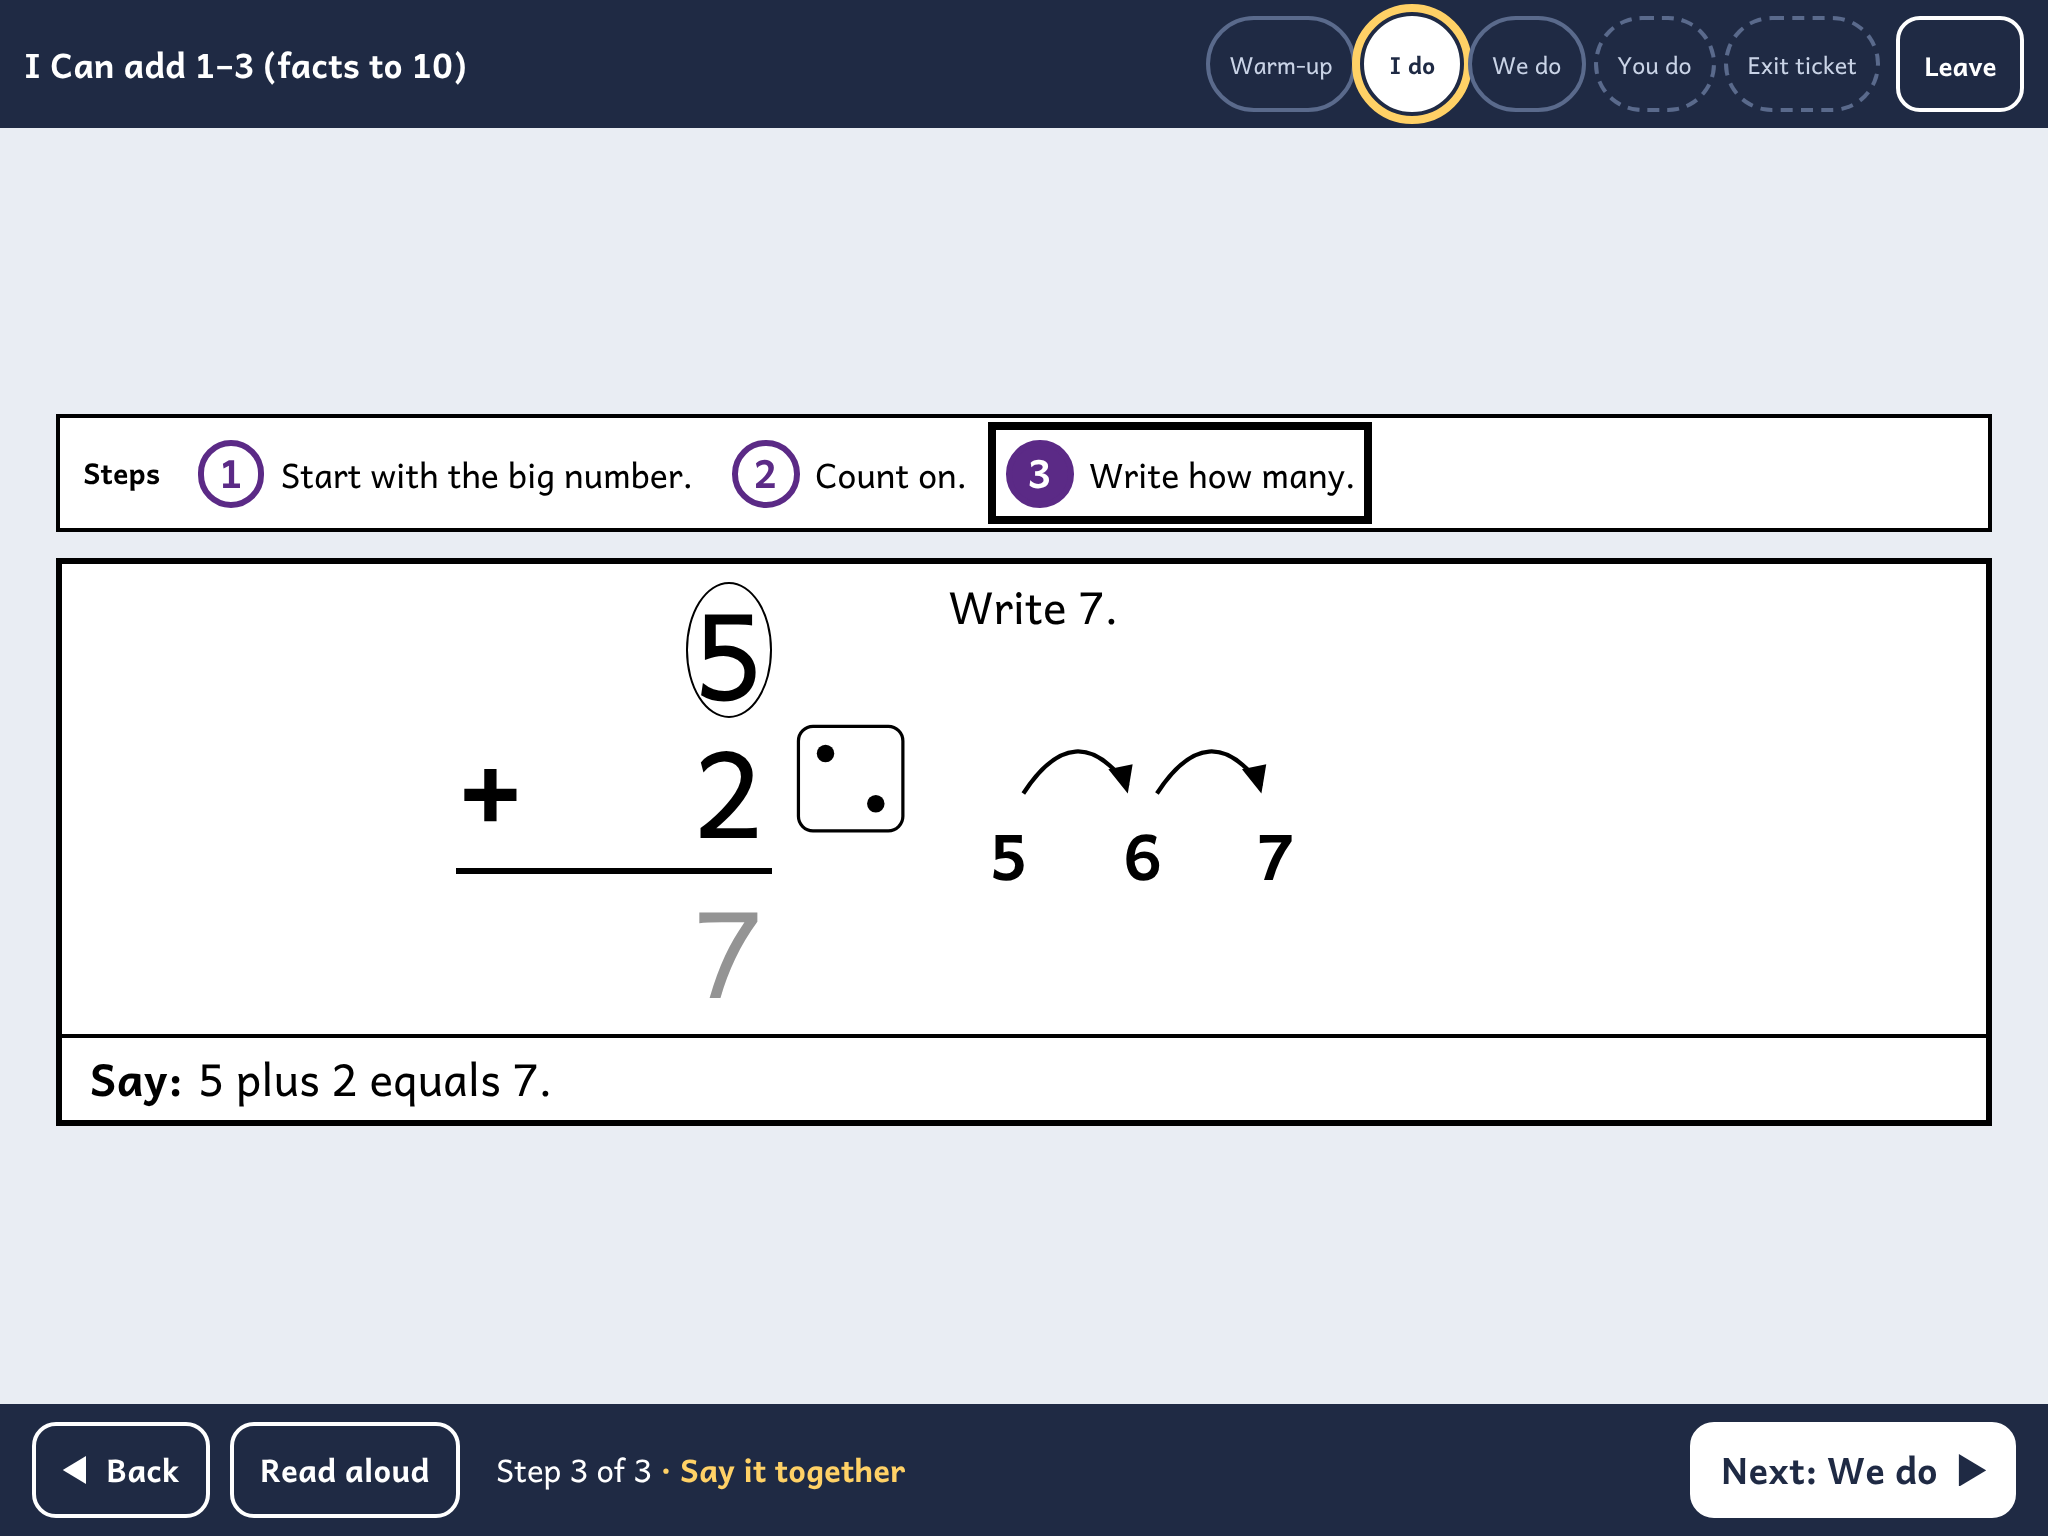 I Can add 1–3 (facts to 10)
Warm-up
I do
We do
You do
Exit ticket
Leave
Steps 1 Start with the big number. 2 Count on. 3 Write how many.
5
Write 7.
+ 2
5 6 7
7
Say: 5 plus 2 equals 7.
Back
Read aloud
Step 3 of 3 · Say it together
Next: We do